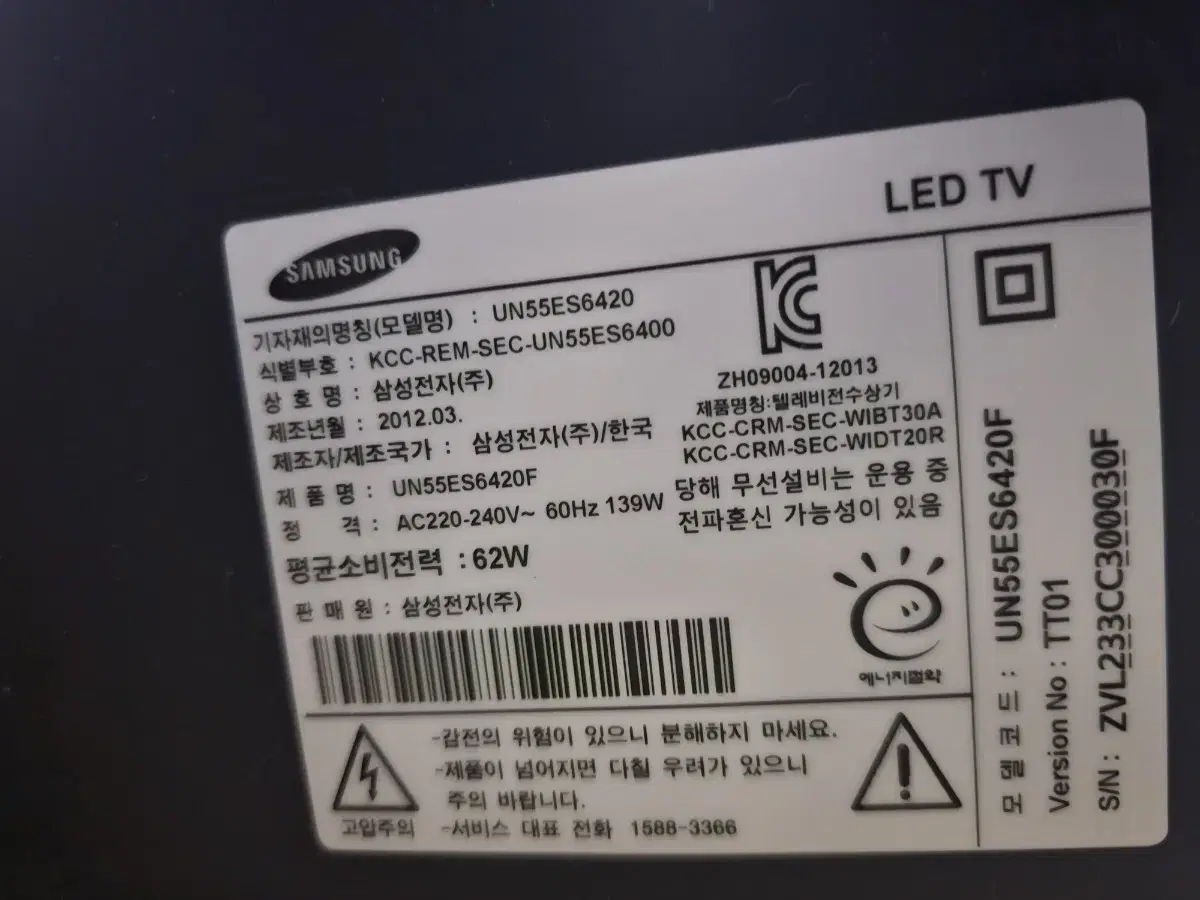 LED TV
SAMSUNG
기자재의명칭(모델명) : UN55ES6420
식별부호 : KCC-REM-SEC-UN55ES6400
상 호 명 : 삼성전자(주)
제조년월 : 2012.03.
제조자/제조국가 : 삼성전자(주)/한국
제 품 명 : UN55ES6420F
정 격 : AC220-240V~ 60Hz 139W
평균소비전력 : 62W
판 매 원 : 삼성전자(주)
ZH09004-12013
제품명칭:텔레비전수상기
KCC-CRM-SEC-WIBT30A
KCC-CRM-SEC-WIDT20R
당해 무선설비는 운용 중
전파혼신 가능성이 있음
에너지절약
고압주의
-감전의 위험이 있으니 분해하지 마세요.
-제품이 넘어지면 다칠 우려가 있으니
주의 바랍니다.
-서비스 대표 전화 1588-3366
모 델 코 드 : UN55ES6420F
Version No : TT01
S/N : ZVL233CC300030F